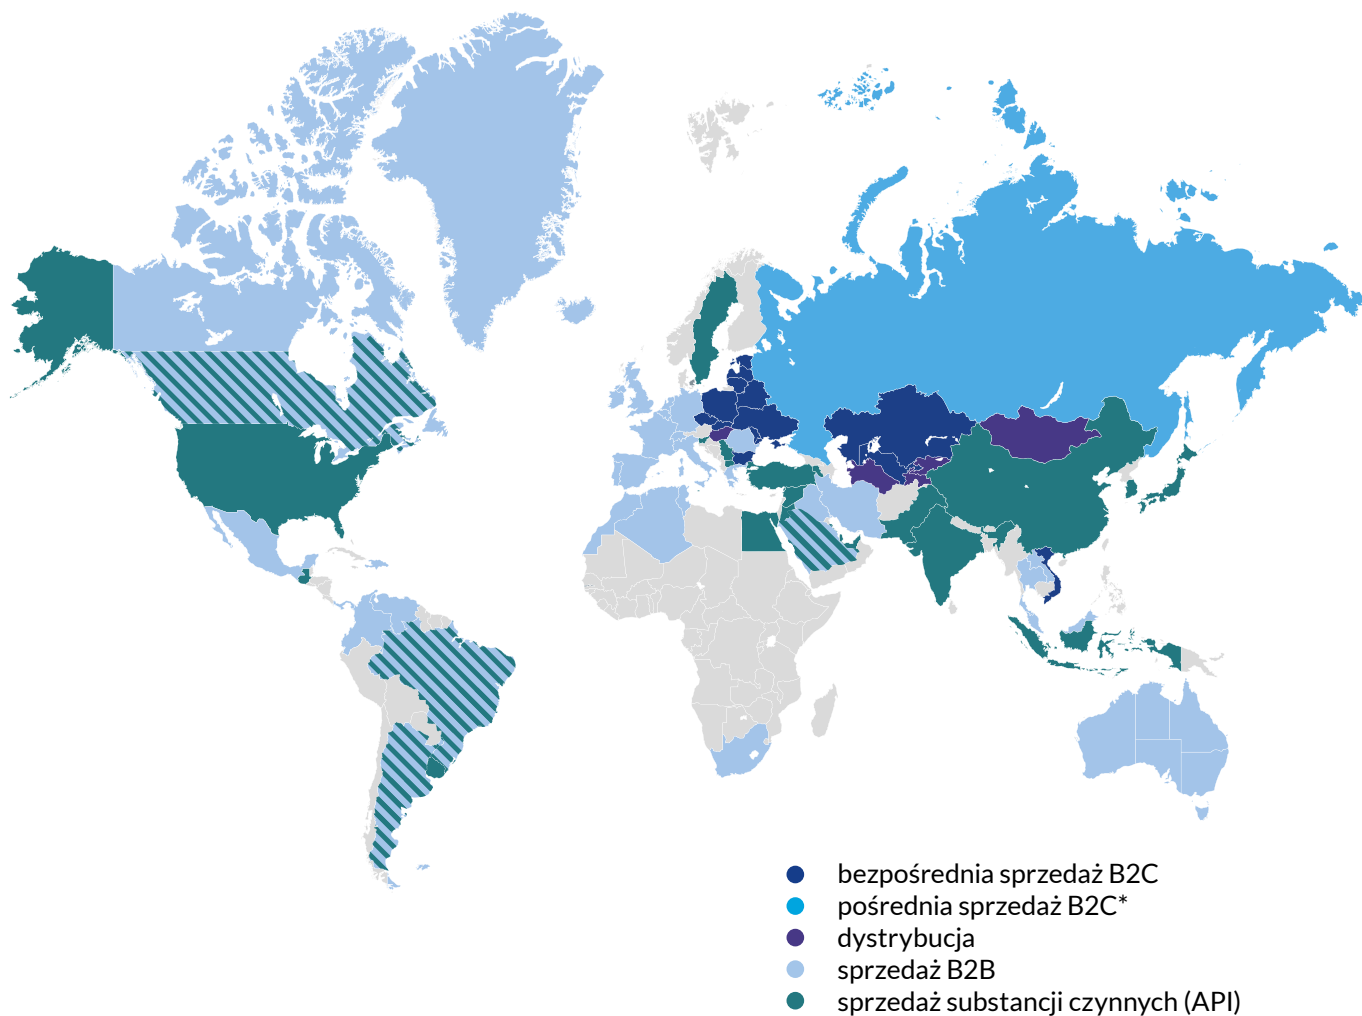 bezpośrednia sprzedaż B2C
pośrednia sprzedaż B2C*
dystrybucja
sprzedaż B2B
sprzedaż substancji czynnych (API)